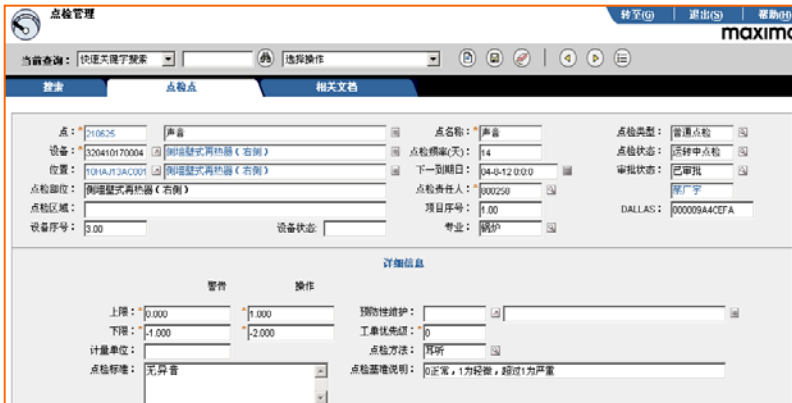 点检管理 转至(G) 退出(S) 帮助(H)
maximo
当前查询： 快速关键字搜索 选择操作
搜索 点检点 相关文档
点：* 210625 声音 点名称：* 声音 点检类型： 普通点检
设备：* 320410170004 侧墙壁式再热器（右侧） 点检频率(天)： 14 点检状态： 运转中点检
位置： 10HAJ13AC001 侧墙壁式再热器（右侧） 下一到期日： 04-8-12 0:0:0 审批状态： 已审批
点检部位： 侧墙壁式再热器（右侧） 点检责任人：* 800258 广宇
点检区域： 项目序号： 1.00 DALLAS： 000009A4CEFA
设备序号： 3.00 设备状态: 专业： 锅炉
详细信息
警告 操作
上限：* 0.000 * 1.000 预防性维护：
下限：* -1.000 * -2.000 工单优先级：* 0
计量单位： 点检方法： 耳听
点检标准： 无异音 点检基准说明： 0正常，1为轻微，超过1为严重